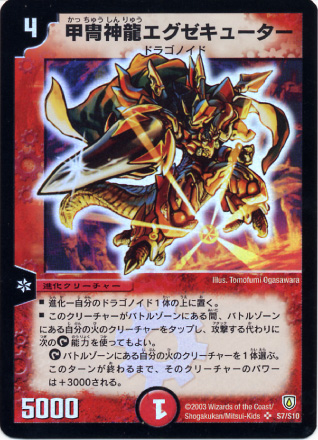 4
かっ ちゅう しん りゅう
甲冑神龍エグゼキューター
ドラゴノイド
Illus. Tomofumi Ogasawara
進化クリーチャー
■ 進化―自分のドラゴノイド1体の上に置く。
■ このクリーチャーがバトルゾーンにある間、バトルゾーンにある自分の火のクリーチャーをタップし、攻撃する代わりに次の能力を使ってもよい。
バトルゾーンにある自分の火のクリーチャーを1体選ぶ。
このターンが終わるまで、そのクリーチャーのパワーは+3000される。
5000
1
©2003 Wizards of the Coast/
Shogakukan/Mitsui-Kids
S7/S10